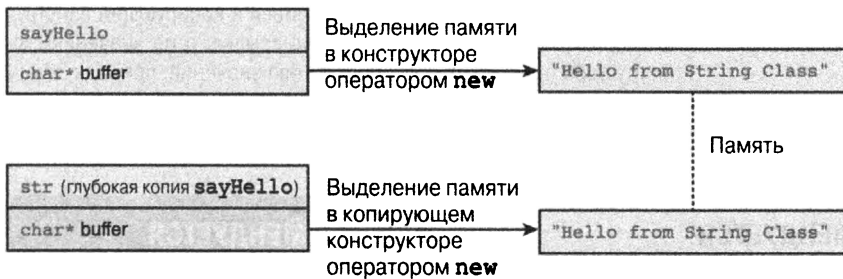 sayHello
char* buffer
Выделение памяти
в конструкторе
оператором new
"Hello from String Class"
Память
str (глубокая копия sayHello)
char* buffer
Выделение памяти
в копирующем
конструкторе
оператором new
"Hello from String Class"